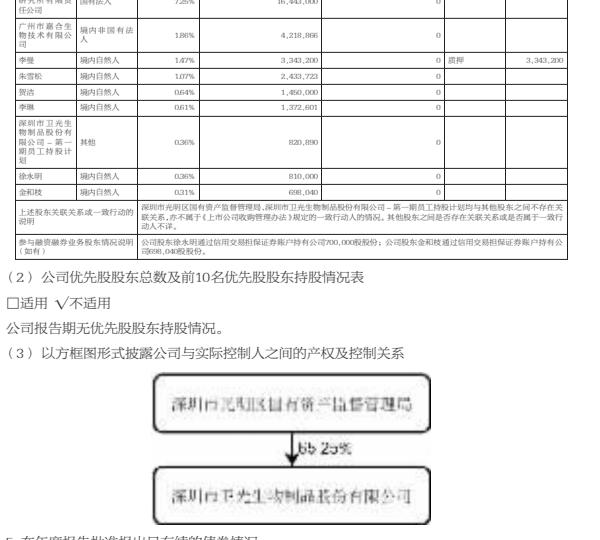 研究所有限责 国有法人 7.25% 16,443,000 0
任公司
广州市嘉合生
物技术有限公
司 境内非国有法人 1.86% 4,218,866 0
李曼 境内自然人 1.47% 3,343,200 0 质押 3,343,200
朱雪松 境内自然人 1.07% 2,433,723 0
贺洁 境内自然人 0.64% 1,450,000 0
李琳 境内自然人 0.61% 1,372,601 0
深圳市卫光生
物制品股份有
限公司－第一
期员工持股计
划 其他 0.36% 820,890 0
徐永明 境内自然人 0.36% 810,000 0
金和枝 境内自然人 0.31% 698,040 0
上述股东关联关系或一致行动的说明
深圳市光明区国有资产监督管理局、深圳市卫光生物制品股份有限公司－第一期员工持股计划均与其他股东之间不存在关
联关系，亦不属于《上市公司收购管理办法》规定的一致行动人的情况。其他股东之间是否存在关联关系或是否属于一致行
动人不详。
参与融资融券业务股东情况说明（如有）
公司股东徐永明通过信用交易担保证券账户持有公司700,000股股份；公司股东金和枝通过信用交易担保证券账户持有公
司698,040股股份。
（2）公司优先股股东总数及前10名优先股股东持股情况表
□适用 √不适用
公司报告期无优先股股东持股情况。
（3）以方框图形式披露公司与实际控制人之间的产权及控制关系
深圳市光明区国有资产监督管理局
65.25%
深圳市卫光生物制品股份有限公司